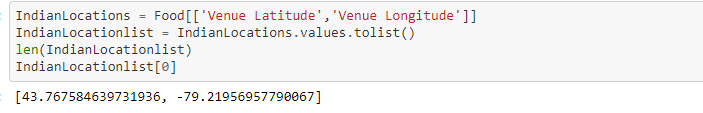 IndianLocations = Food[['Venue Latitude','Venue Longitude']]
IndianLocationlist = IndianLocations.values.tolist()
len(IndianLocationlist)
IndianLocationlist[0]
[43.767584639731936, -79.21956957790067]